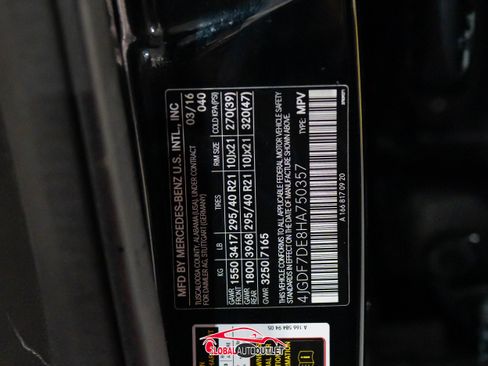 MFD BY MERCEDES-BENZ U.S. INTL., INC
TUSCALOOSA COUNTY, ALABAMA (USA), UNDER CONTRACT 03/16
FOR DAIMLER AG, STUTTGART (GERMANY) 040
GAWR LB TIRES RIM SIZE COLD KPA(PSI)
FRONT 1550 3417 295/40 R21 10Jx21 270(39)
GAWR
REAR 1800 3968 295/40 R21 10Jx21 320(47)
GVWR 3250 7165
THIS VEHICLE CONFORMS TO ALL APPLICABLE FEDERAL MOTOR VEHICLE SAFETY
STANDARDS IN EFFECT ON THE DATE OF MANUFACTURE SHOWN ABOVE.
4JGDF7DE8HA750357 TYPE: MPV
A 166 817 09 20
A 166 584 94 05
GLOBALAUTOOUTLET